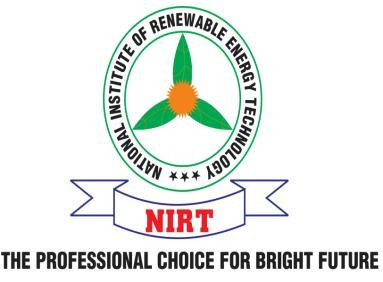 NATIONAL INSTITUTE OF RENEWABLE ENERGY TECHNOLOGY
NIRT
THE PROFESSIONAL CHOICE FOR BRIGHT FUTURE